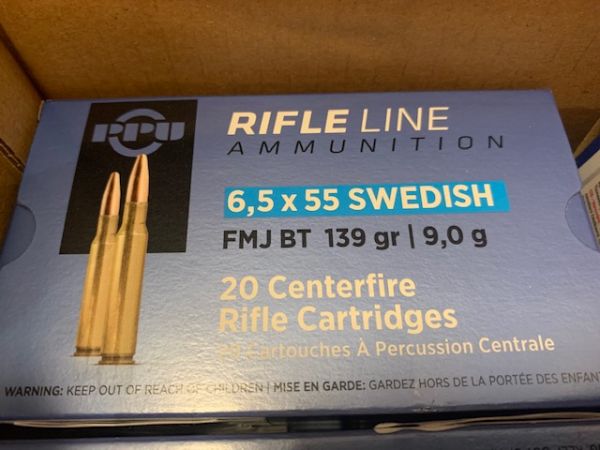 PPU
RIFLE LINE
AMMUNITION
6,5 x 55 SWEDISH
FMJ BT 139 gr | 9,0 g
20 Centerfire
Rifle Cartridges
20 Cartouches À Percussion Centrale
WARNING: KEEP OUT OF REACH OF CHILDREN | MISE EN GARDE: GARDEZ HORS DE LA PORTÉE DES ENFANT